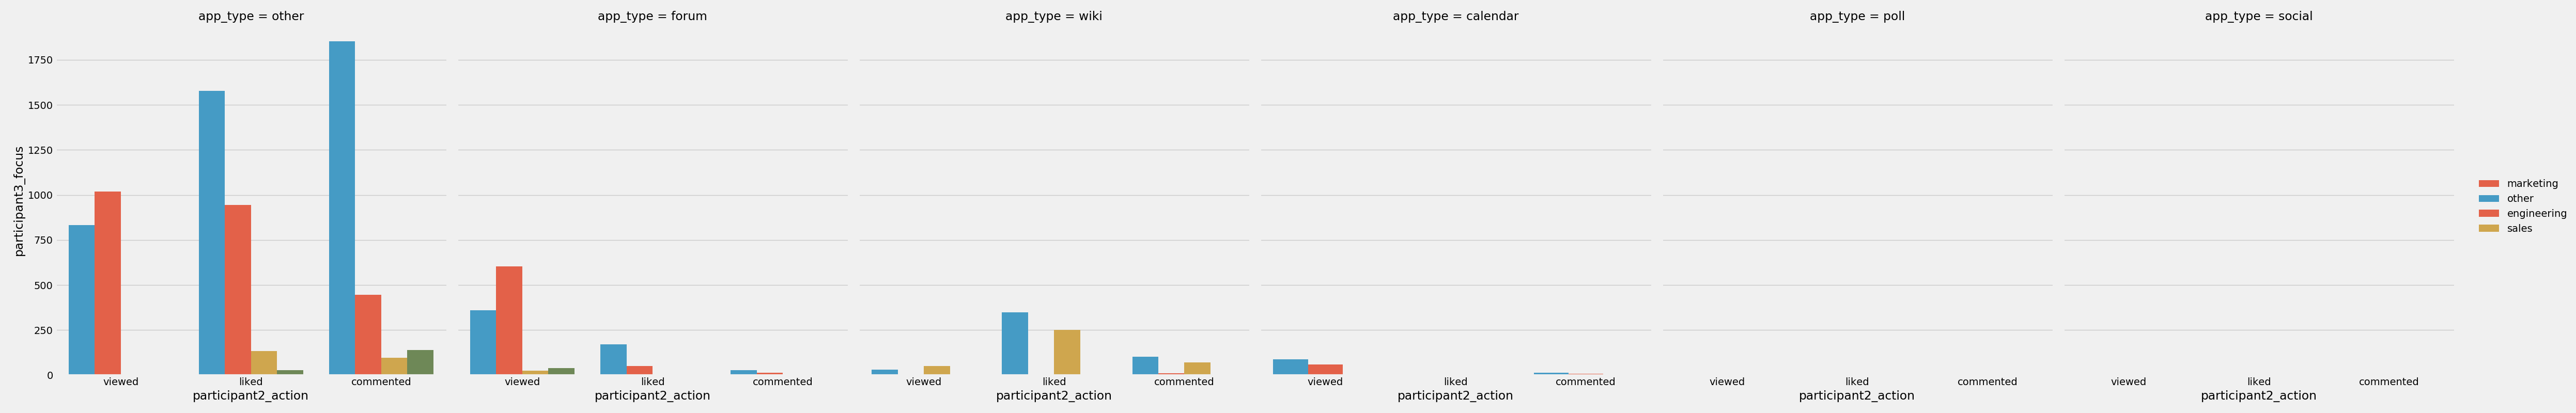 app_type = other
app_type = forum
app_type = wiki
app_type = calendar
app_type = poll
app_type = social
participant3_focus
1750
1500
1250
1000
750
500
250
0
viewed liked commented
viewed liked commented
viewed liked commented
viewed liked commented
viewed liked commented
viewed liked commented
participant2_action
participant2_action
participant2_action
participant2_action
participant2_action
participant2_action
marketing
other
engineering
sales